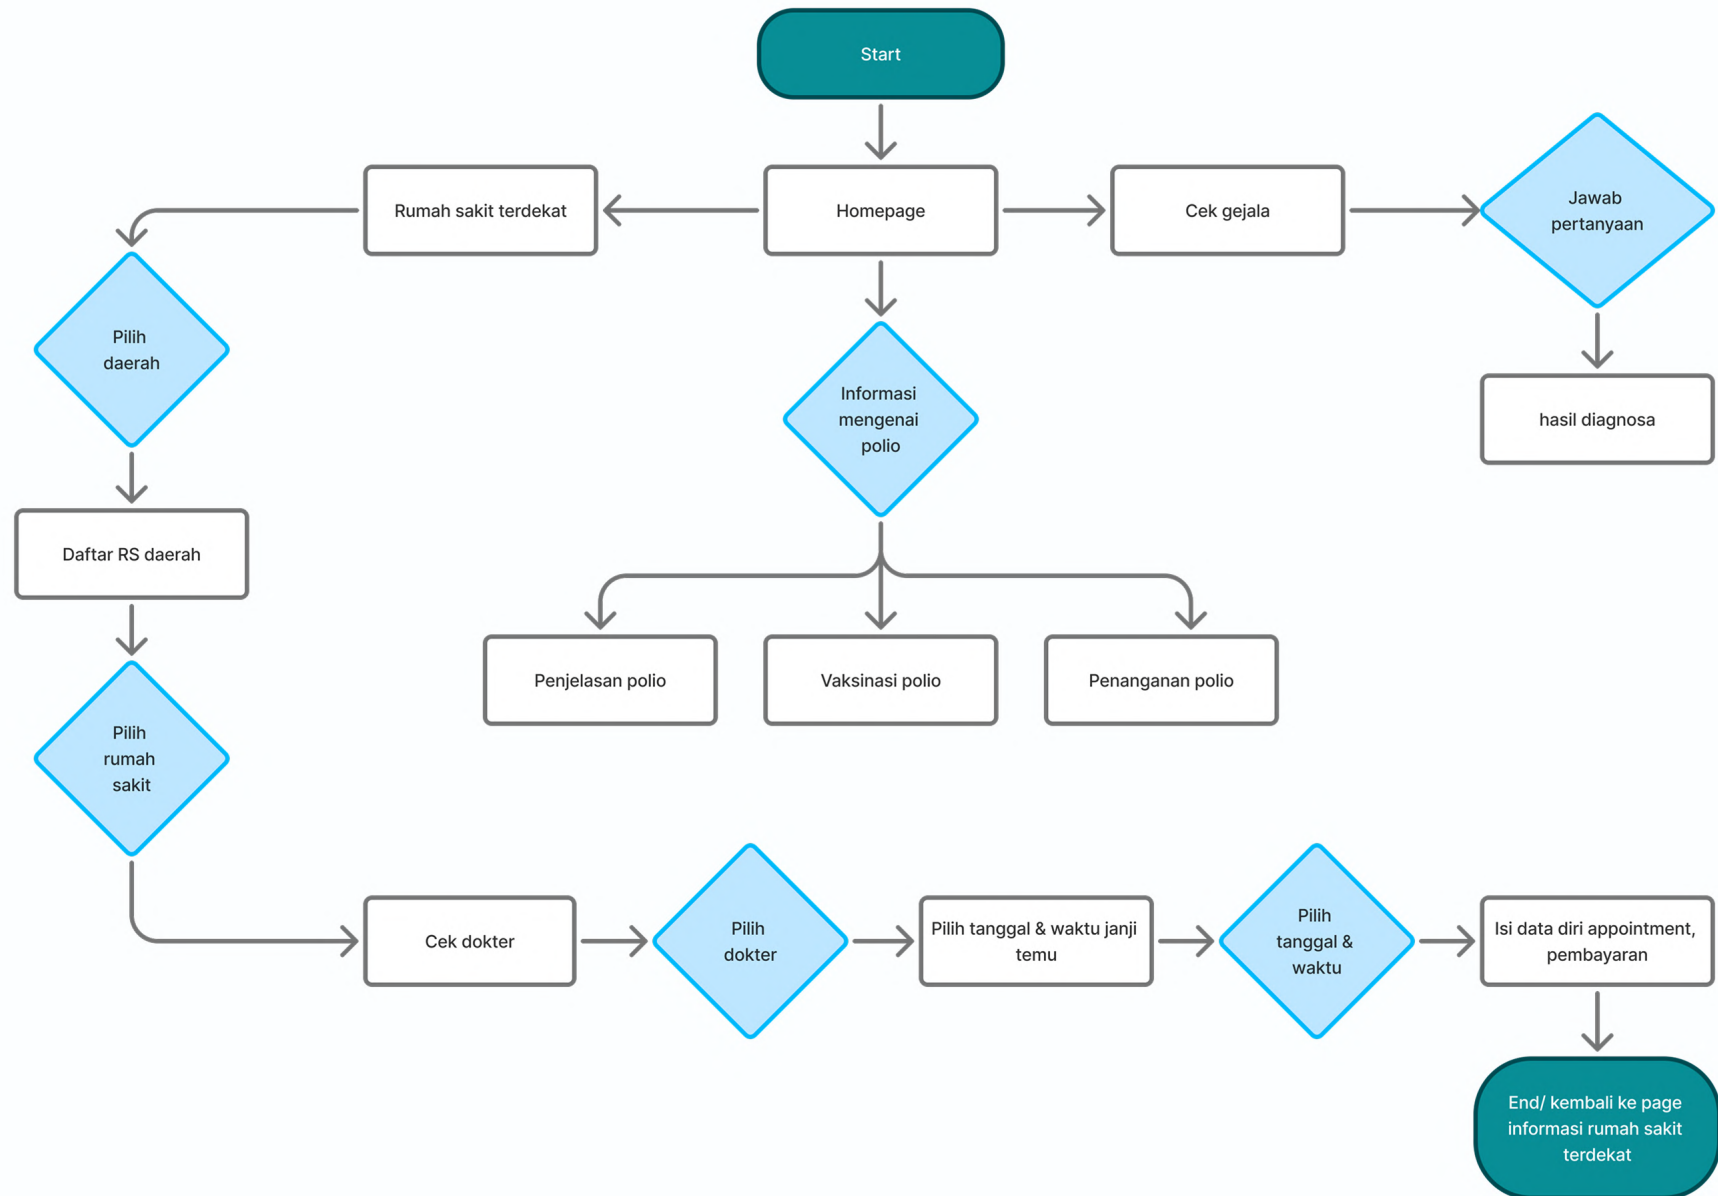 Start
Rumah sakit terdekat
Homepage
Cek gejala
Jawab
pertanyaan
Pilih
daerah
Informasi
mengenai
polio
hasil diagnosa
Daftar RS daerah
Penjelasan polio
Vaksinasi polio
Penanganan polio
Pilih
rumah
sakit
Cek dokter
Pilih
dokter
Pilih tanggal & waktu janji
temu
Pilih
tanggal &
waktu
Isi data diri appointment,
pembayaran
End/ kembali ke page
informasi rumah sakit
terdekat